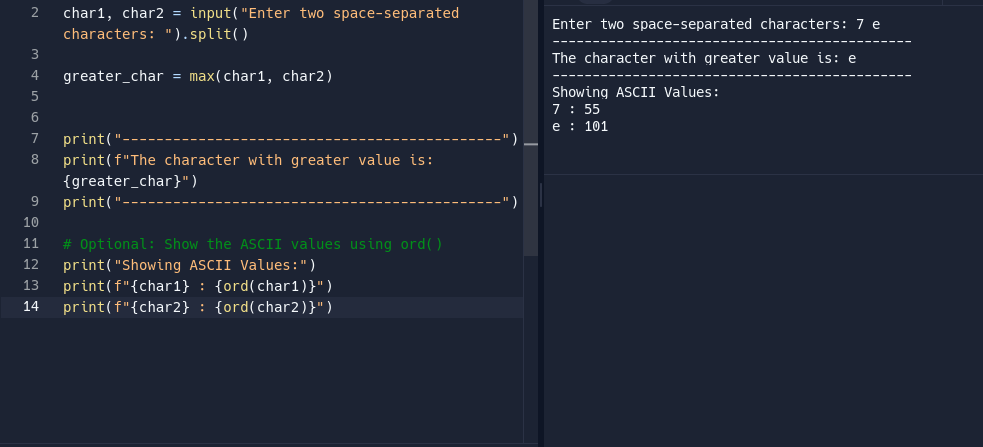 2 char1, char2 = input("Enter two space-separated
characters: ").split()
3
4 greater_char = max(char1, char2)
5
6
7 print("---------------------------------------------")
8 print(f"The character with greater value is:
{greater_char}")
9 print("---------------------------------------------")
10
11 # Optional: Show the ASCII values using ord()
12 print("Showing ASCII Values:")
13 print(f"{char1} : {ord(char1)}")
14 print(f"{char2} : {ord(char2)}")
Enter two space-separated characters: 7 e
---------------------------------------------
The character with greater value is: e
---------------------------------------------
Showing ASCII Values:
7 : 55
e : 101